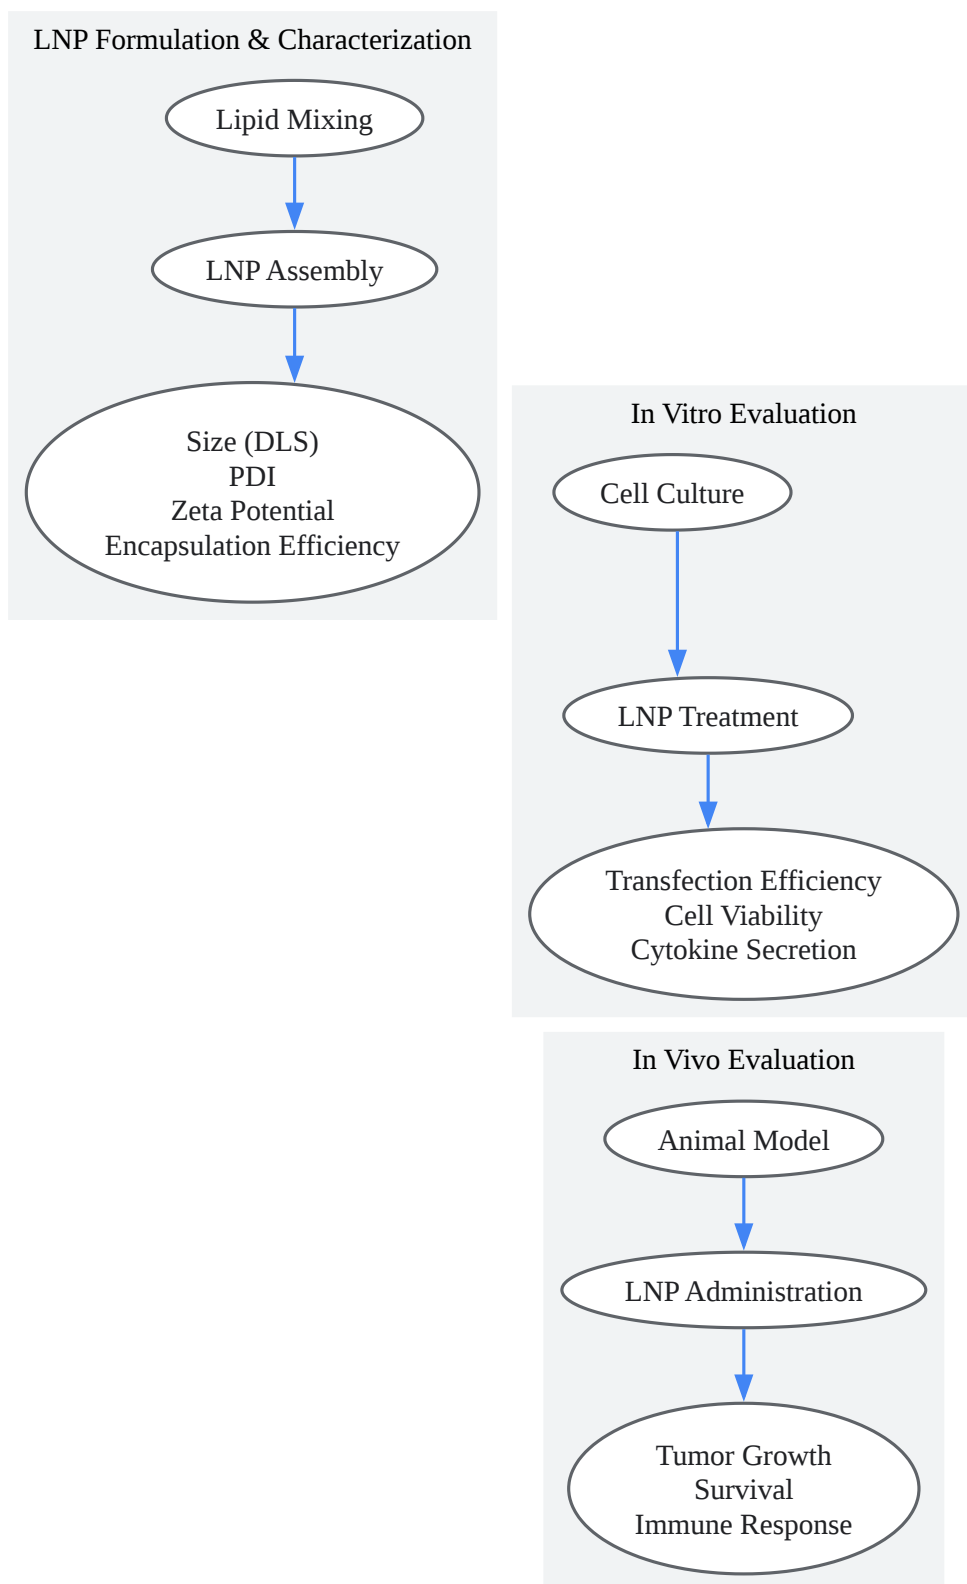 LNP Formulation & Characterization
Lipid Mixing
LNP Assembly
Size (DLS)
PDI
Zeta Potential
Encapsulation Efficiency
In Vitro Evaluation
Cell Culture
LNP Treatment
Transfection Efficiency
Cell Viability
Cytokine Secretion
In Vivo Evaluation
Animal Model
LNP Administration
Tumor Growth
Survival
Immune Response